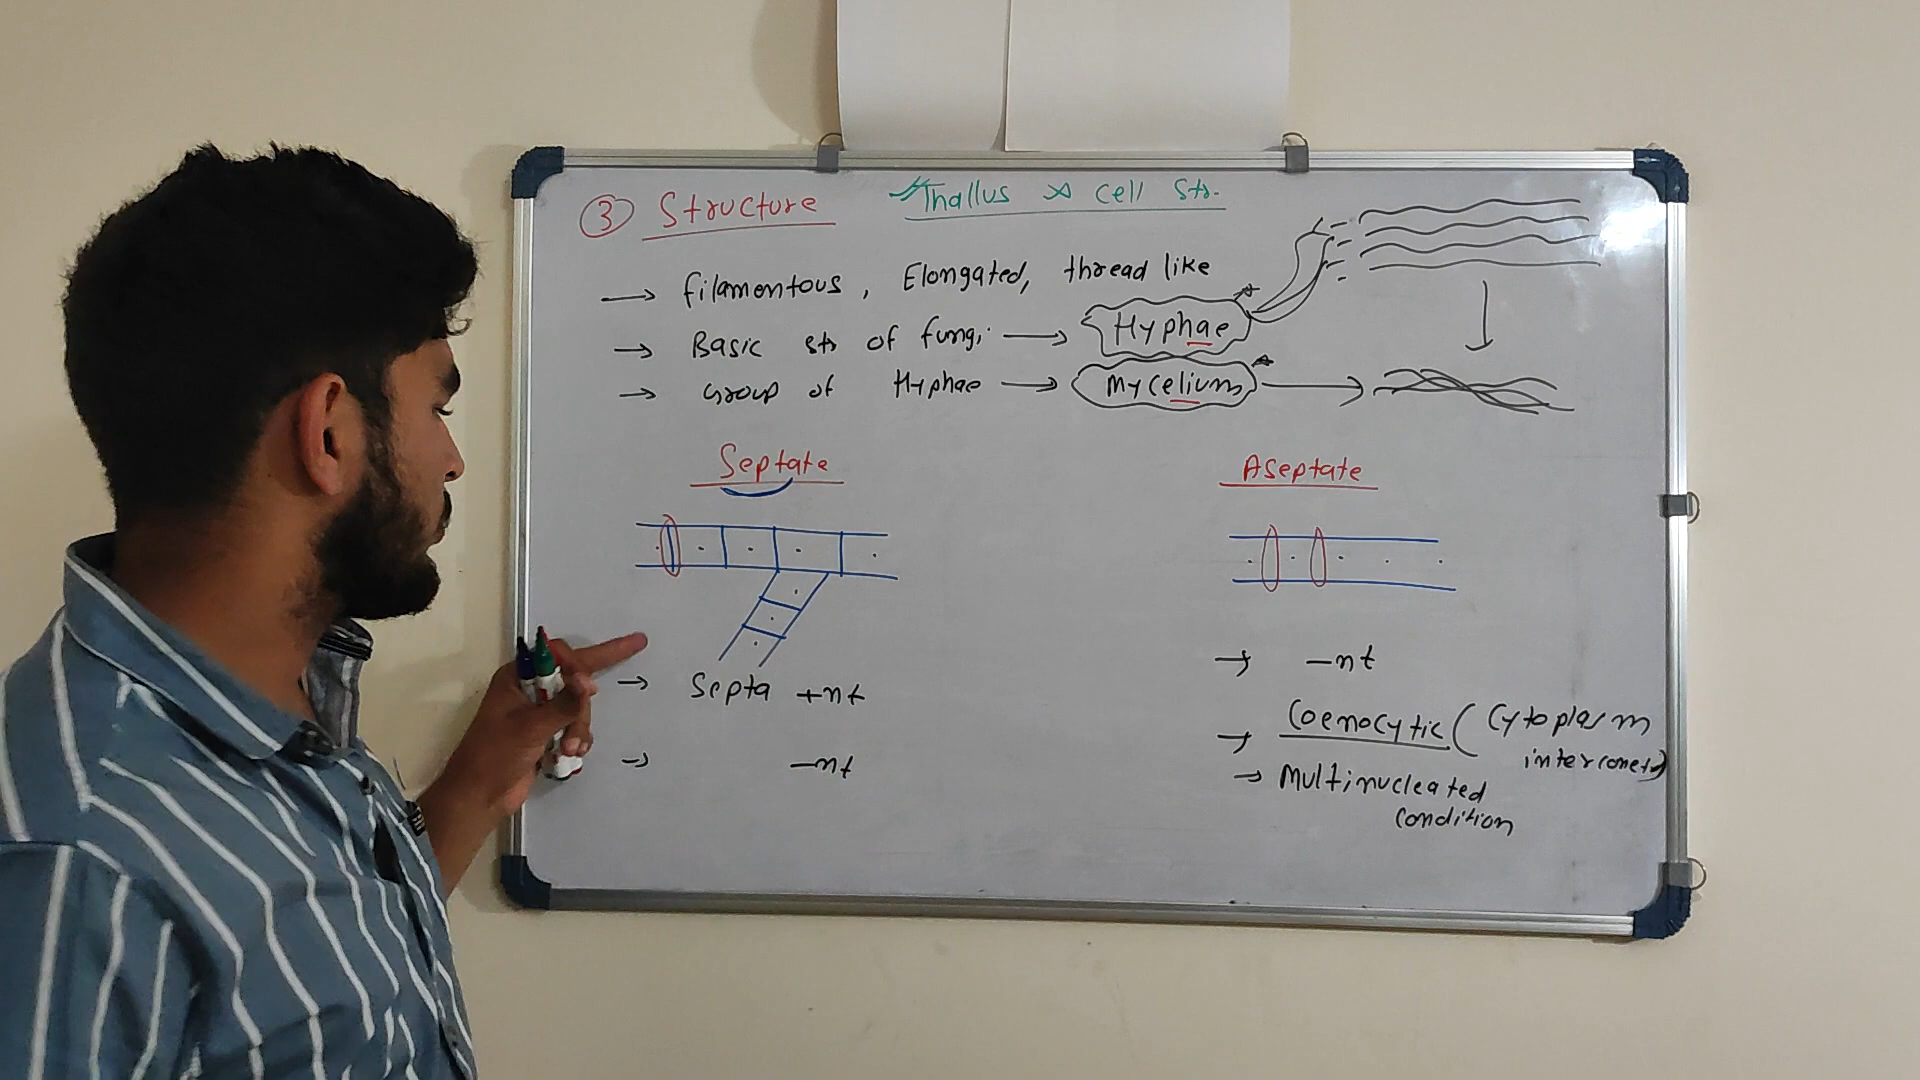 ③ Structure
Thallus × cell Str.
→ filamentous, Elongated, thread like
→ Basic str of fungi → Hyphae
→ Group of Hyphae → Mycelium →
Septate
Aseptate
→ Septa +nt
→ -nt
→ -nt
→ Coenocytic (Cytoplasm
→ Multinucleated
condition